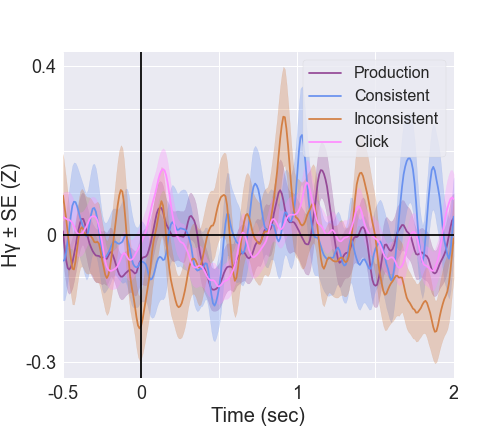 0.4
0
-0.3
Hγ ± SE (Z)
Production
Consistent
Inconsistent
Click
-0.5 0 1 2
Time (sec)